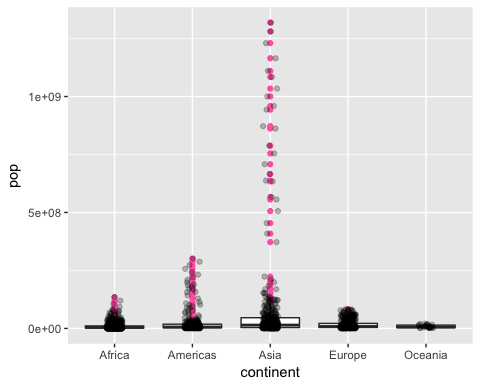 pop
1e+09
5e+08
0e+00
Africa Americas Asia Europe Oceania
continent